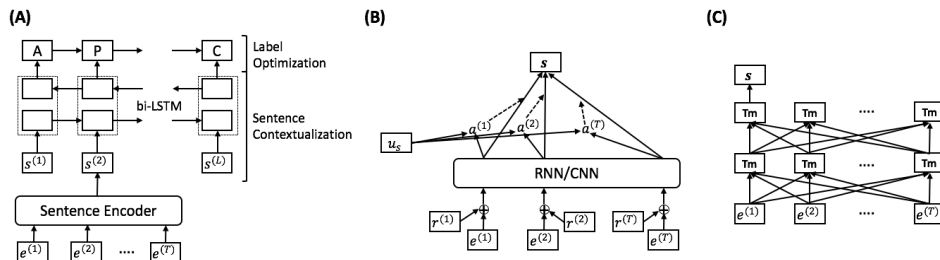 (A)
A P C
Label
Optimization
bi-LSTM
Sentence
Contextualization
s^{(1)} s^{(2)} s^{(L)}
Sentence Encoder
e^{(1)} e^{(2)} .... e^{(T)}
(B)
s
a^{(1)} a^{(2)} a^{(T)}
u_s
RNN/CNN
r^{(1)} r^{(2)} r^{(T)}
e^{(1)} e^{(2)} e^{(T)}
(C)
s
Tm Tm .... Tm
Tm Tm .... Tm
e^{(1)} e^{(2)} .... e^{(T)}